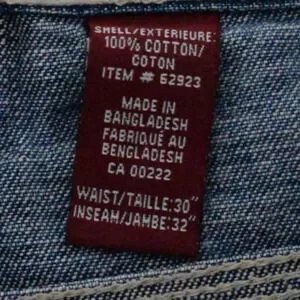 SHELL/EXTERIEURE:
100% COTTON/
COTON
ITEM # 62923
MADE IN
BANGLADESH
FABRIQUÉ AU
BENGLADESH
CA 00222
WAIST/TAILLE:30"
INSEAM/JAMBE:32"